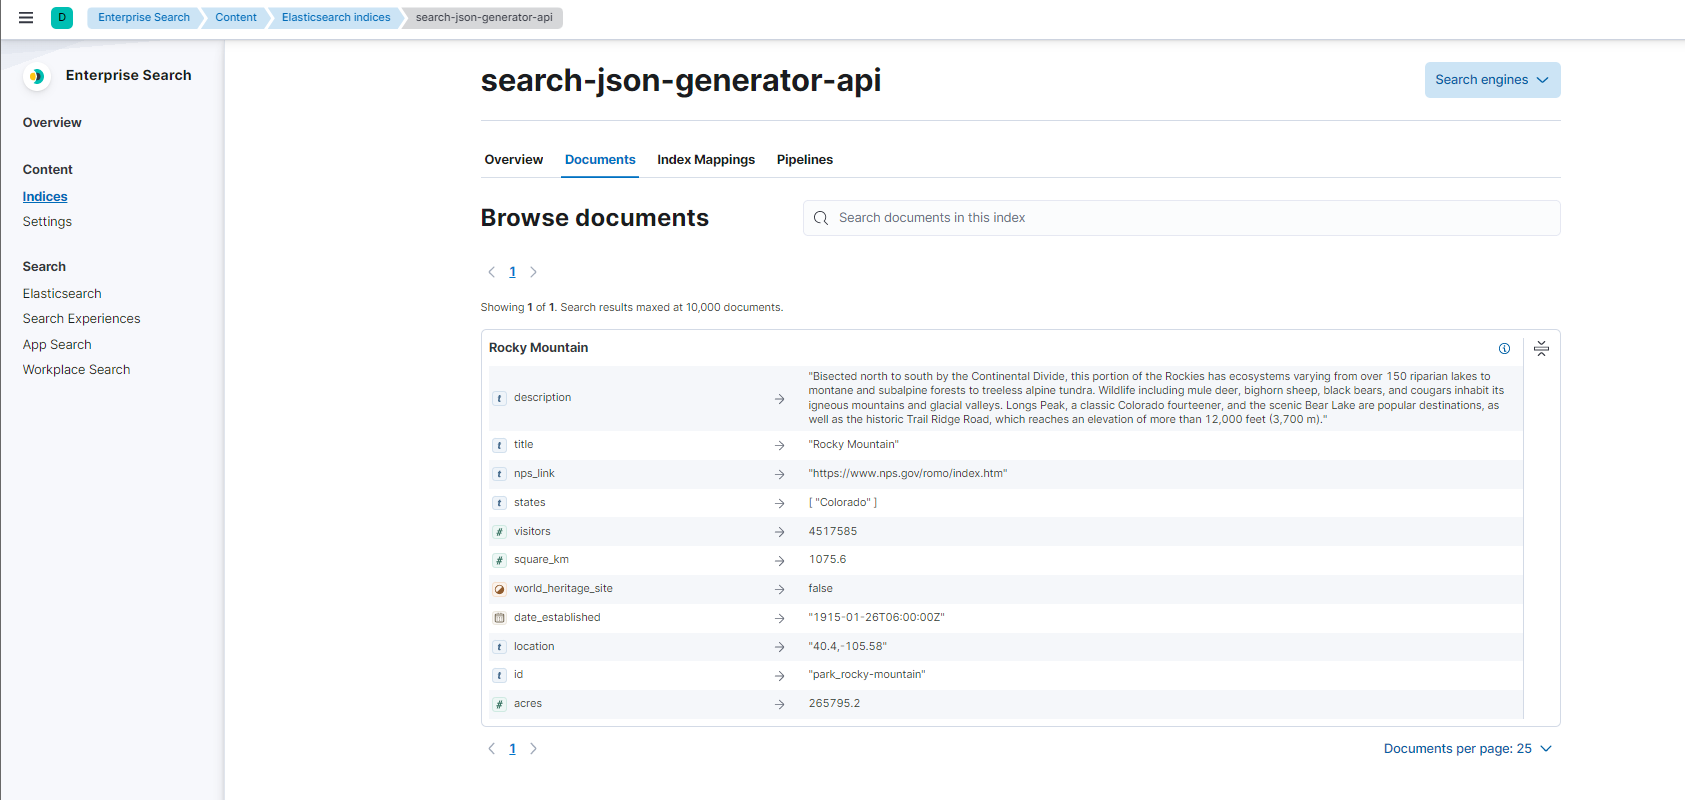 D Enterprise Search Content Elasticsearch indices search-json-generator-api
Enterprise Search
Overview
Content
Indices
Settings
Search
Elasticsearch
Search Experiences
App Search
Workplace Search
search-json-generator-api
Search engines
Overview Documents Index Mappings Pipelines
Browse documents
Search documents in this index
1
Showing 1 of 1. Search results maxed at 10,000 documents.
Rocky Mountain
t description → "Bisected north to south by the Continental Divide, this portion of the Rockies has ecosystems varying from over 150 riparian lakes to
montane and subalpine forests to treeless alpine tundra. Wildlife including mule deer, bighorn sheep, black bears, and cougars inhabit its
igneous mountains and glacial valleys. Longs Peak, a classic Colorado fourteener, and the scenic Bear Lake are popular destinations, as
well as the historic Trail Ridge Road, which reaches an elevation of more than 12,000 feet (3,700 m)."
t title → "Rocky Mountain"
t nps_link → "https://www.nps.gov/romo/index.htm"
t states → [ "Colorado" ]
# visitors → 4517585
# square_km → 1075.6
world_heritage_site → false
date_established → "1915-01-26T06:00:00Z"
t location → "40.4,-105.58"
t id → "park_rocky-mountain"
# acres → 265795.2
1
Documents per page: 25